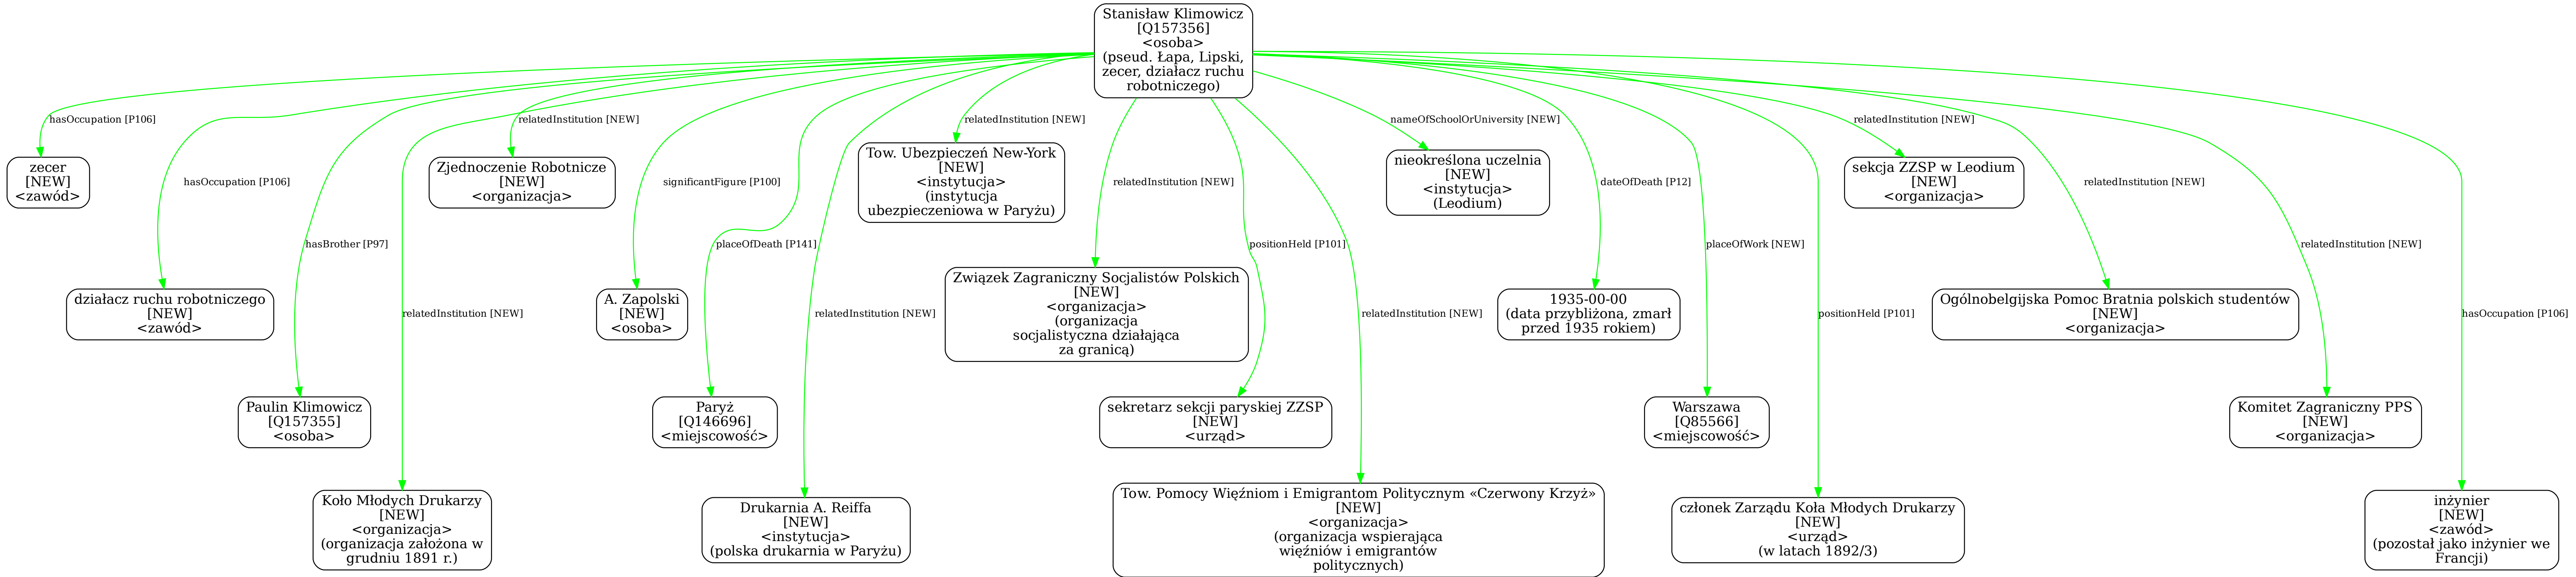 Stanisław Klimowicz
[Q157356]
<osoba>
(pseud. Łapa, Lipski,
zecer, działacz ruchu
robotniczego)
hasOccupation [P106]
relatedInstitution [NEW]
relatedInstitution [NEW]
nameOfSchoolOrUniversity [NEW]
relatedInstitution [NEW]
zecer
[NEW]
<zawód>
Zjednoczenie Robotnicze
[NEW]
<organizacja>
Tow. Ubezpieczeń New-York
[NEW]
<instytucja>
(instytucja
ubezpieczeniowa w Paryżu)
nieokreślona uczelnia
[NEW]
<instytucja>
(Leodium)
sekcja ZZSP w Leodium
[NEW]
<organizacja>
hasOccupation [P106]
significantFigure [P100]
relatedInstitution [NEW]
dateOfDeath [P12]
relatedInstitution [NEW]
hasBrother [P97]
placeOfDeath [P141]
positionHeld [P101]
placeOfWork [NEW]
relatedInstitution [NEW]
działacz ruchu robotniczego
[NEW]
<zawód>
A. Zapolski
[NEW]
<osoba>
Związek Zagraniczny Socjalistów Polskich
[NEW]
<organizacja>
(organizacja
socjalistyczna działająca
za granicą)
1935-00-00
(data przybliżona, zmarł
przed 1935 rokiem)
Ogólnobelgijska Pomoc Bratnia polskich studentów
[NEW]
<organizacja>
relatedInstitution [NEW]
relatedInstitution [NEW]
relatedInstitution [NEW]
positionHeld [P101]
hasOccupation [P106]
Paulin Klimowicz
[Q157355]
<osoba>
Paryż
[Q146696]
<miejscowość>
sekretarz sekcji paryskiej ZZSP
[NEW]
<urząd>
Warszawa
[Q85566]
<miejscowość>
Komitet Zagraniczny PPS
[NEW]
<organizacja>
Koło Młodych Drukarzy
[NEW]
<organizacja>
(organizacja założona w
grudniu 1891 r.)
Drukarnia A. Reiffa
[NEW]
<instytucja>
(polska drukarnia w Paryżu)
Tow. Pomocy Więźniom i Emigrantom Politycznym «Czerwony Krzyż»
[NEW]
<organizacja>
(organizacja wspierająca
więźniów i emigrantów
politycznych)
członek Zarządu Koła Młodych Drukarzy
[NEW]
<urząd>
(w latach 1892/3)
inżynier
[NEW]
<zawód>
(pozostał jako inżynier we
Francji)